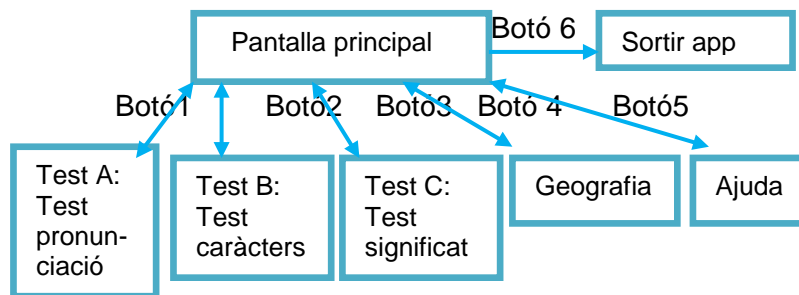 Pantalla principal
Botó 6
Sortir app
Botó1
Botó2
Botó3
Botó 4
Botó5
Test A:
Test
pronun-
ciació
Test B:
Test
caràcters
Test C:
Test
significat
Geografia
Ajuda